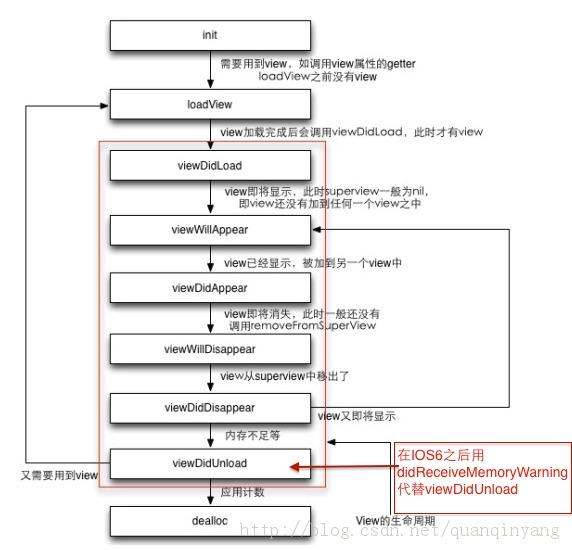 init
需要用到view，如调用view属性的getter
loadView之前没有view
loadView
view加载完成后会调用viewDidLoad，此时才有view
viewDidLoad
view即将显示，此时superview一般为nil，
即view还没有加到任何一个view之中
viewWillAppear
view已经显示，被加到另一个view中
viewDidAppear
view即将消失，此时一般还没有
调用removeFromSuperView
viewWillDisappear
view从superview中移出了
viewDidDisappear
view又即将显示
内存不足等
viewDidUnload
又需要用到view
在IOS6之后用
didReceiveMemoryWarning
代替viewDidUnload
应用计数
dealloc
View的生命周期
http://blog.csdn.net/quanqinyang